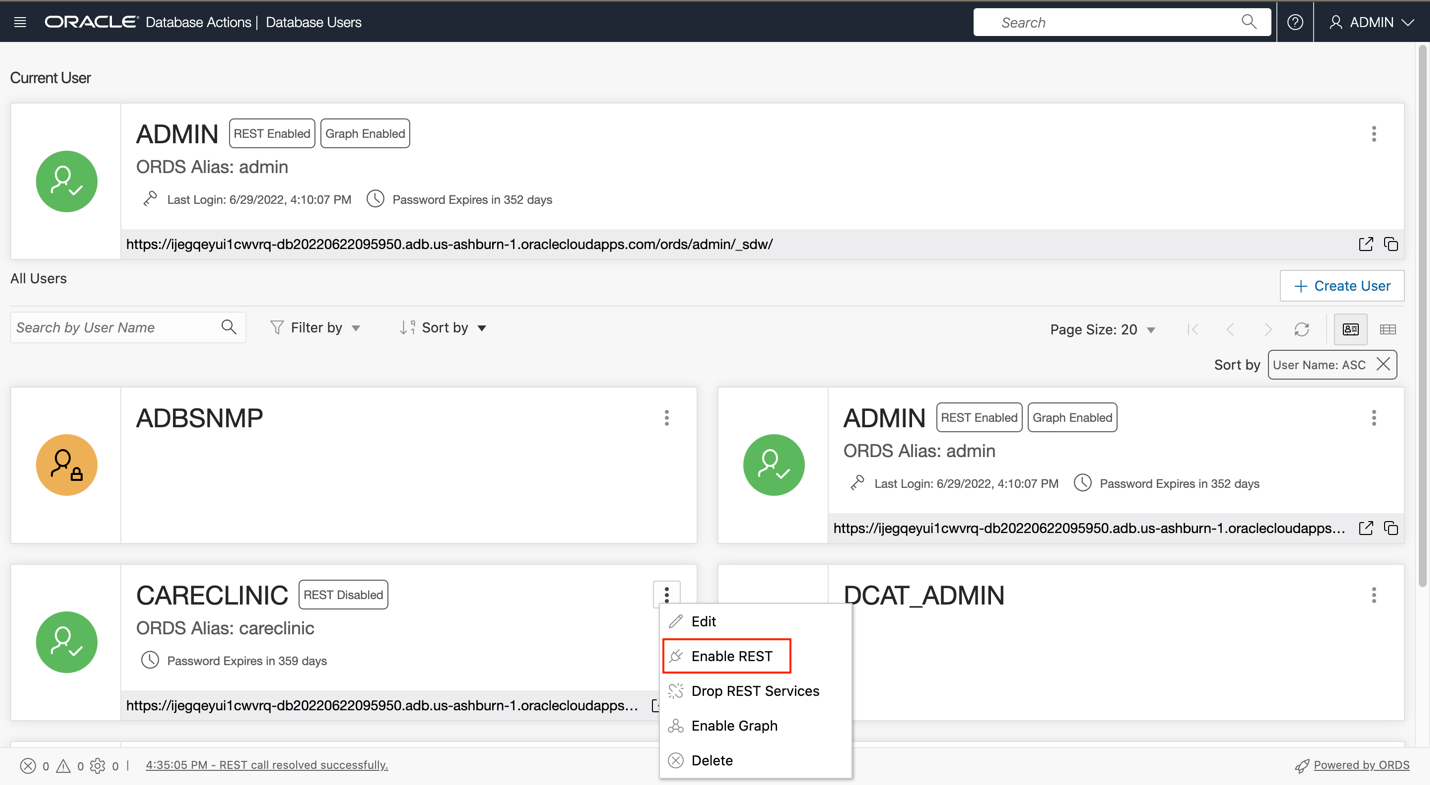 ORACLE Database Actions | Database Users
Search
ADMIN
Current User
ADMIN REST Enabled Graph Enabled
ORDS Alias: admin
Last Login: 6/29/2022, 4:10:07 PM Password Expires in 352 days
https://ijegqeyui1cwvrq-db20220622095950.adb.us-ashburn-1.oraclecloudapps.com/ords/admin/_sdw/
All Users
+ Create User
Search by User Name
Filter by
Sort by
Page Size: 20
Sort by User Name: ASC
ADBSNMP
ADMIN REST Enabled Graph Enabled
ORDS Alias: admin
Last Login: 6/29/2022, 4:10:07 PM Password Expires in 352 days
https://ijegqeyui1cwvrq-db20220622095950.adb.us-ashburn-1.oraclecloudapps...
CARECLINIC REST Disabled
ORDS Alias: careclinic
Password Expires in 359 days
https://ijegqeyui1cwvrq-db20220622095950.adb.us-ashburn-1.oraclecloudapps...
Edit
Enable REST
Drop REST Services
Enable Graph
Delete
DCAT_ADMIN
0 0 0 | 4:35:05 PM - REST call resolved successfully.
Powered by ORDS